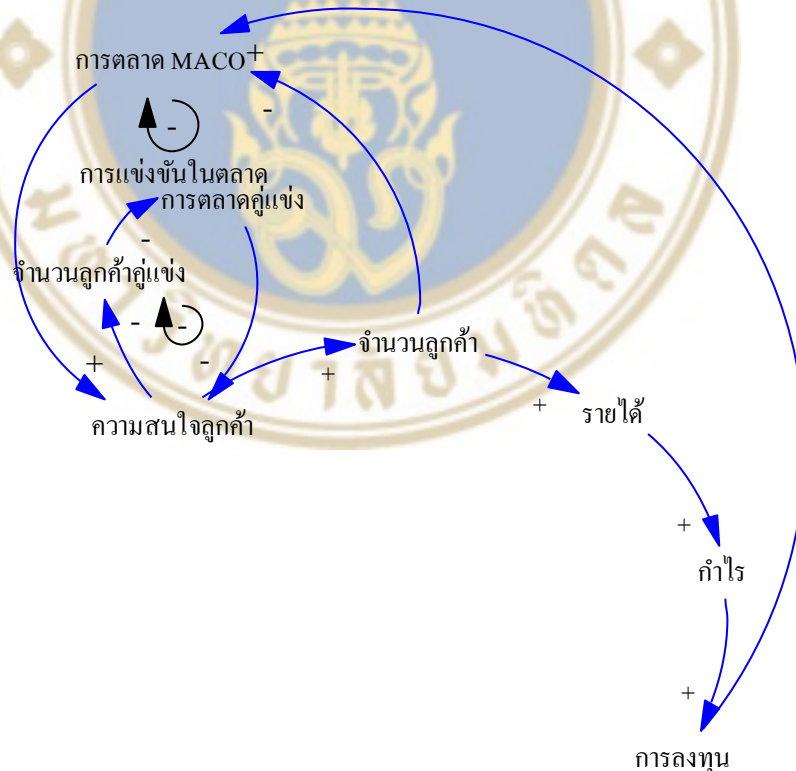 การตลาด MACO+
-
-
การแข่งขันในตลาด
การตลาดคู่แข่ง
-
จำนวนลูกค้าคู่แข่ง
-
-
-
+
จำนวนลูกค้า
+
ความสนใจลูกค้า
+
รายได้
+
กำไร
+
การลงทุน